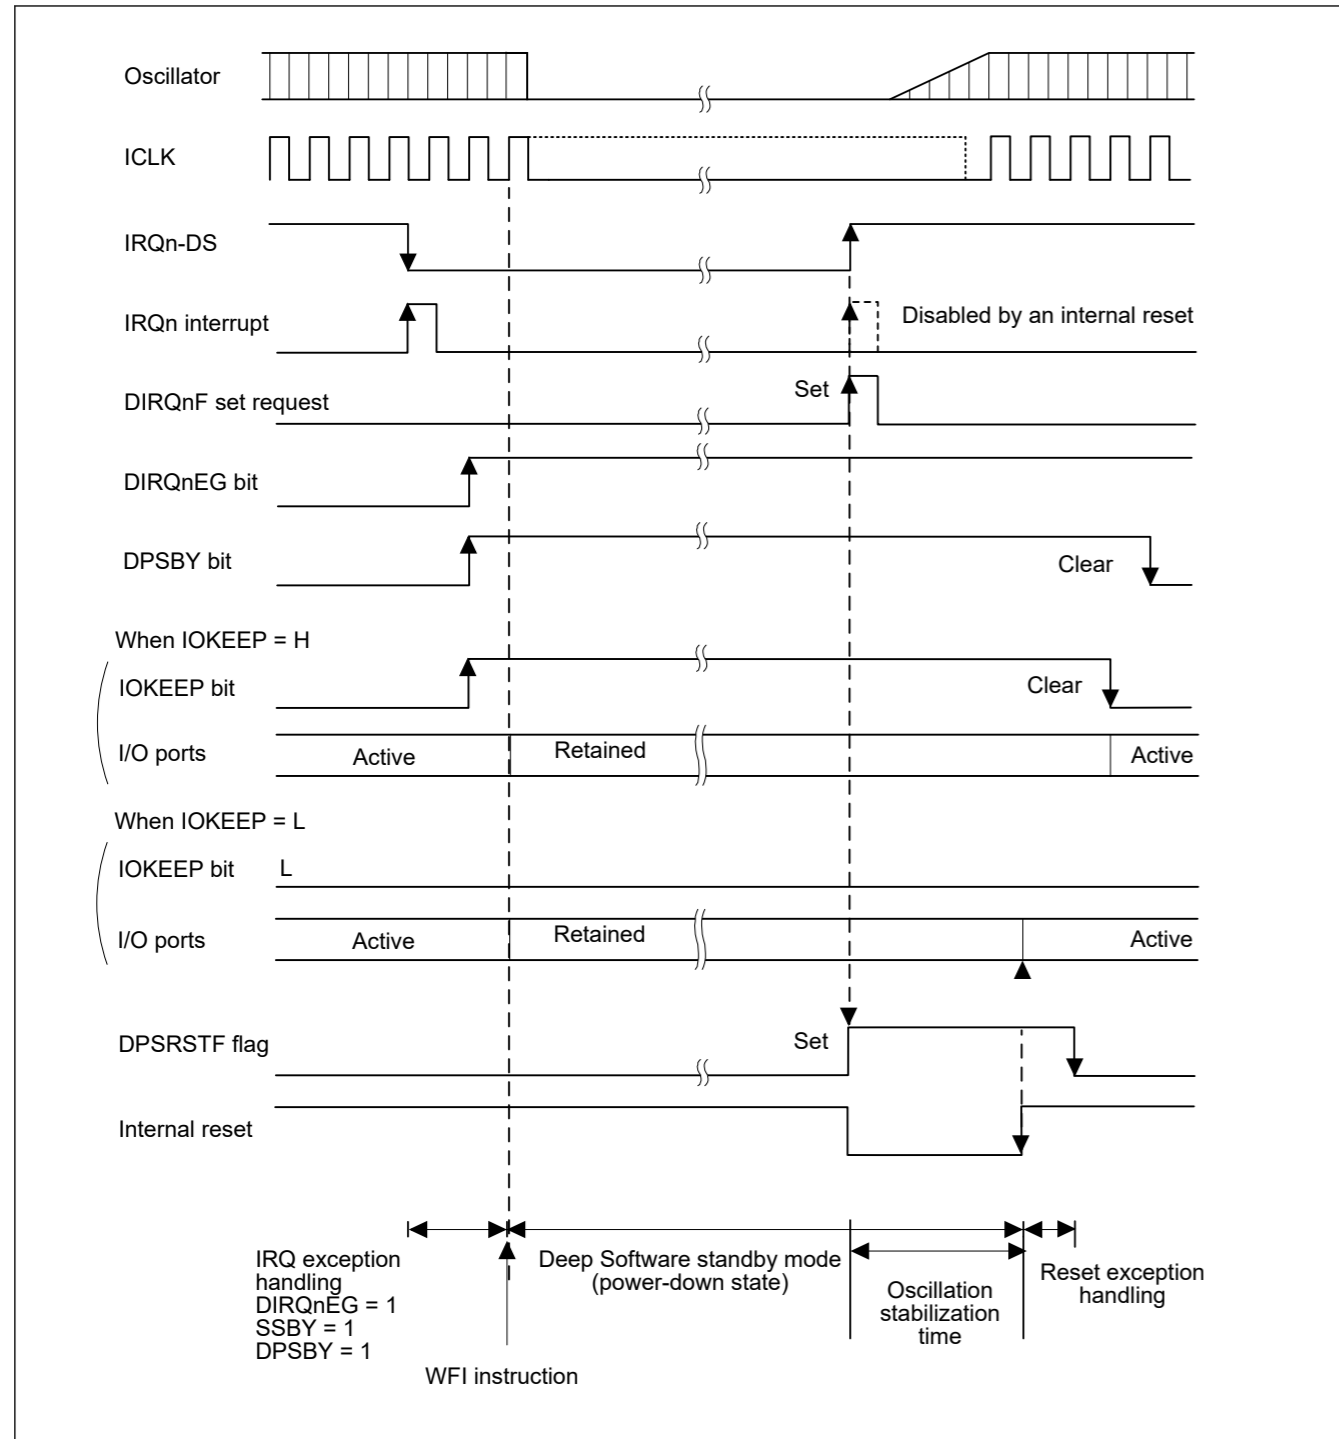 Oscillator
ICLK
IRQn-DS
IRQn interrupt
Disabled by an internal reset
DIRQnF set request
Set
DIRQnEG bit
DPSBY bit
Clear
When IOKEEP = H
IOKEEP bit
Clear
I/O ports
Active
Retained
Active
When IOKEEP = L
IOKEEP bit
L
I/O ports
Active
Retained
Active
DPSRSTF flag
Set
Internal reset
IRQ exception
handling
DIRQnEG = 1
SSBY = 1
DPSBY = 1
WFI instruction
Deep Software standby mode
(power-down state)
Oscillation
stabilization
time
Reset exception
handling